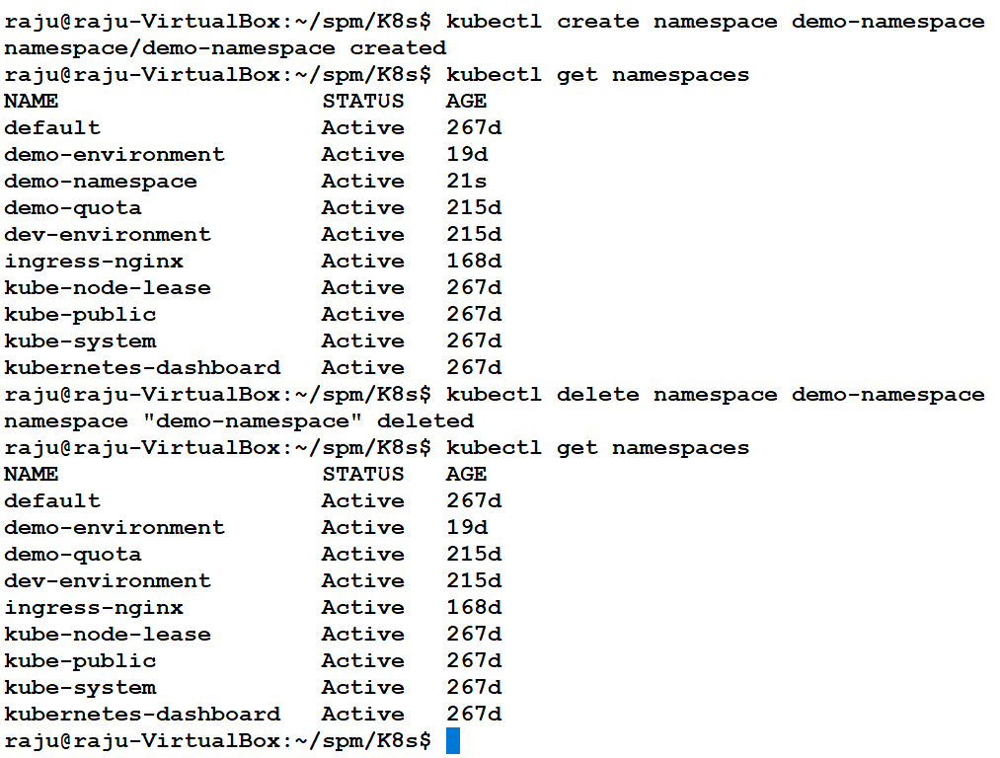 raju@raju-VirtualBox:~/spm/K8s$ kubectl create namespace demo-namespace
namespace/demo-namespace created
raju@raju-VirtualBox:~/spm/K8s$ kubectl get namespaces
NAME                   STATUS   AGE
default                Active   267d
demo-environment       Active   19d
demo-namespace         Active   21s
demo-quota             Active   215d
dev-environment        Active   215d
ingress-nginx          Active   168d
kube-node-lease        Active   267d
kube-public            Active   267d
kube-system            Active   267d
kubernetes-dashboard   Active   267d
raju@raju-VirtualBox:~/spm/K8s$ kubectl delete namespace demo-namespace
namespace "demo-namespace" deleted
raju@raju-VirtualBox:~/spm/K8s$ kubectl get namespaces
NAME                   STATUS   AGE
default                Active   267d
demo-environment       Active   19d
demo-quota             Active   215d
dev-environment        Active   215d
ingress-nginx          Active   168d
kube-node-lease        Active   267d
kube-public            Active   267d
kube-system            Active   267d
kubernetes-dashboard   Active   267d
raju@raju-VirtualBox:~/spm/K8s$